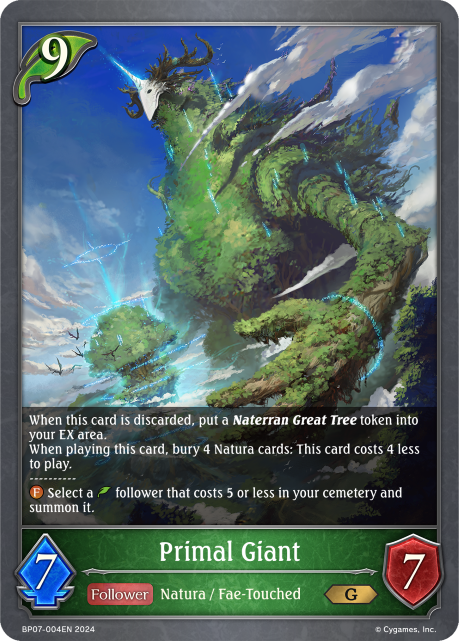 9
When this card is discarded, put a Naterran Great Tree token into
your EX area.
When playing this card, bury 4 Natura cards: This card costs 4 less
to play.
----------
F Select a follower that costs 5 or less in your cemetery and
summon it.
Primal Giant
7
Follower Natura / Fae-Touched G
7
BP07-004EN 2024 © Cygames, Inc.